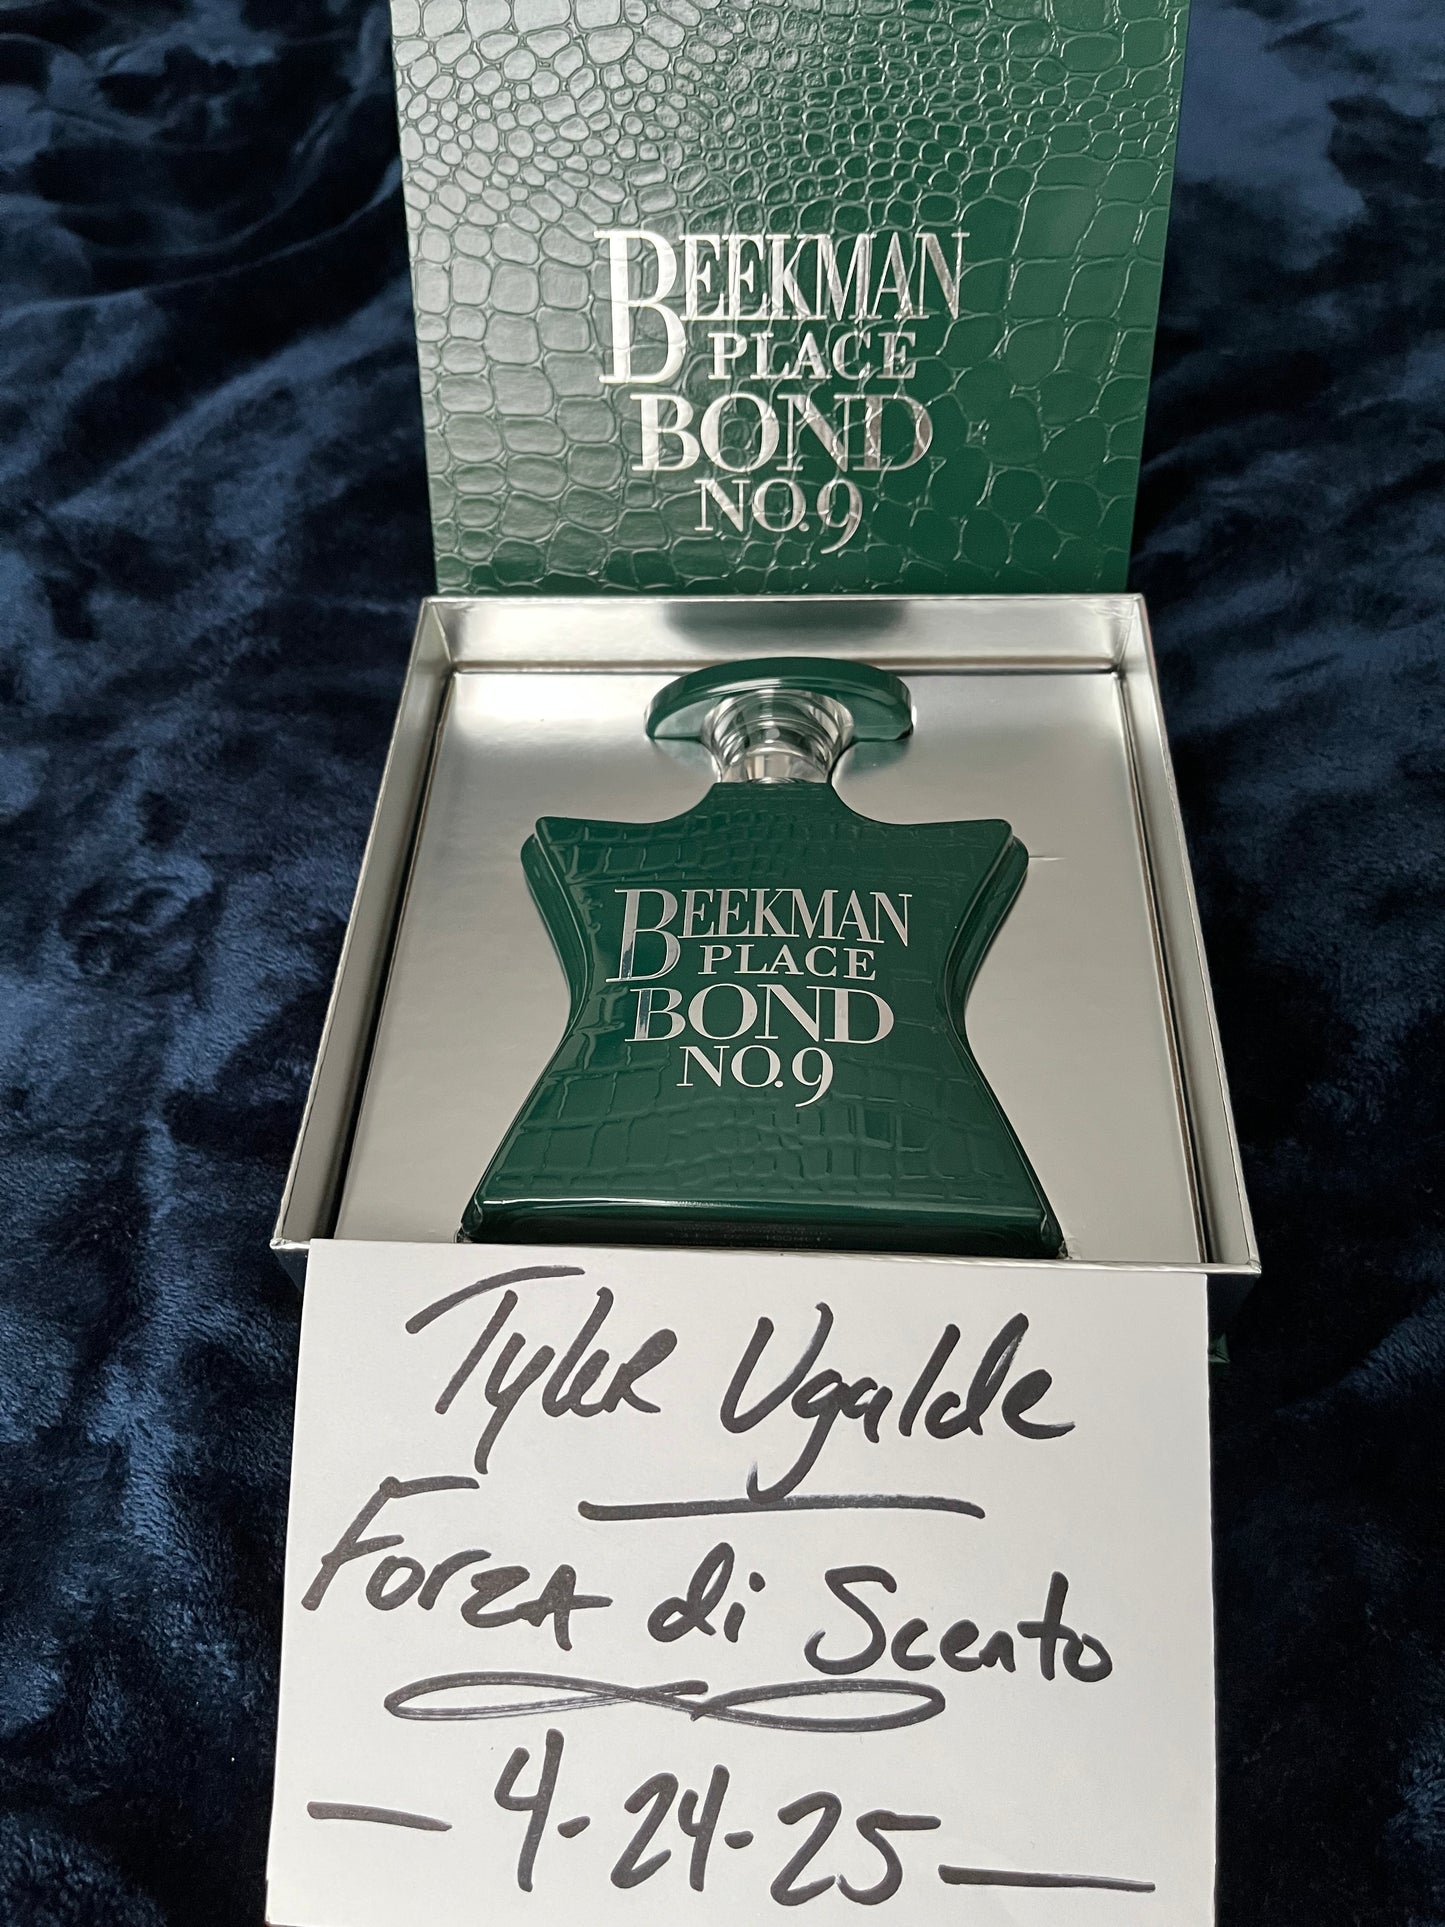 BEEKMAN
PLACE
BOND
NO.9
BEEKMAN
PLACE
BOND
NO.9
Tyler Ugalde
Forza di Scento
4-24-25